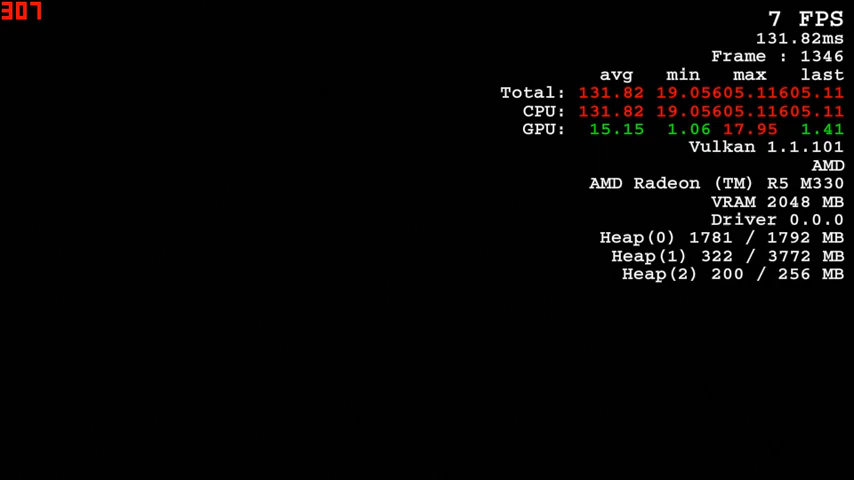 307
7 FPS
131.82ms
Frame : 1346
avg min max last
Total: 131.82 19.05605.11605.11
CPU: 131.82 19.05605.11605.11
GPU: 15.15 1.06 17.95 1.41
Vulkan 1.1.101
AMD
AMD Radeon (TM) R5 M330
VRAM 2048 MB
Driver 0.0.0
Heap(0) 1781 / 1792 MB
Heap(1) 322 / 3772 MB
Heap(2) 200 / 256 MB